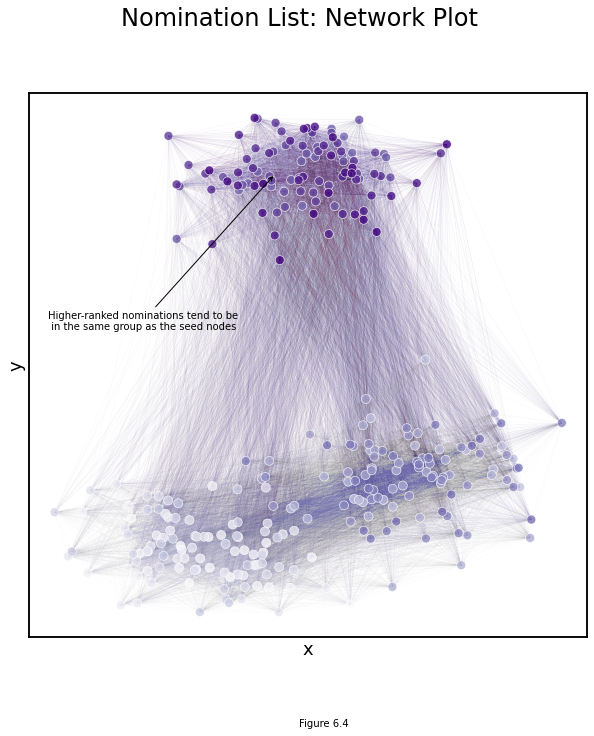 Nomination List: Network Plot
Higher-ranked nominations tend to be
in the same group as the seed nodes
y
x
Figure 6.4